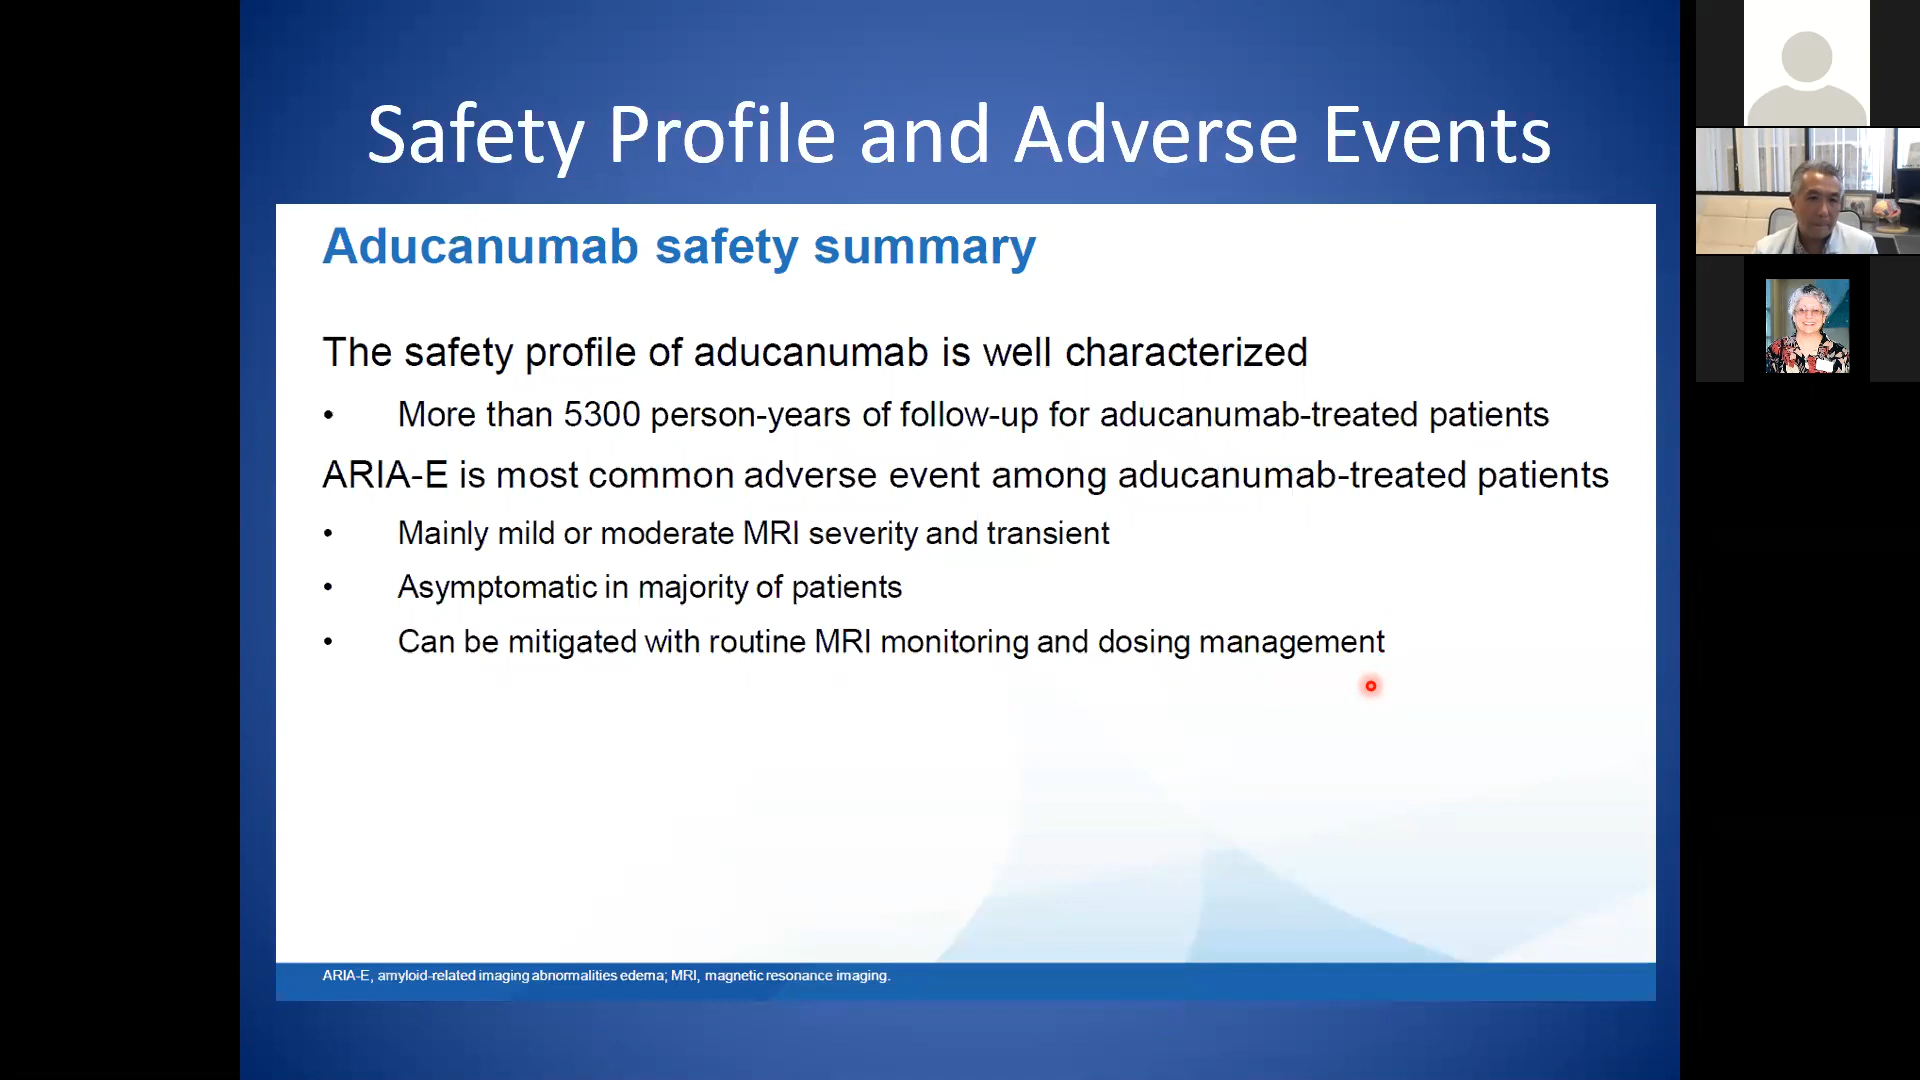 Safety Profile and Adverse Events
Aducanumab safety summary
The safety profile of aducanumab is well characterized
• More than 5300 person-years of follow-up for aducanumab-treated patients
ARIA-E is most common adverse event among aducanumab-treated patients
• Mainly mild or moderate MRI severity and transient
• Asymptomatic in majority of patients
• Can be mitigated with routine MRI monitoring and dosing management
ARIA-E, amyloid-related imaging abnormalities edema; MRI, magnetic resonance imaging.